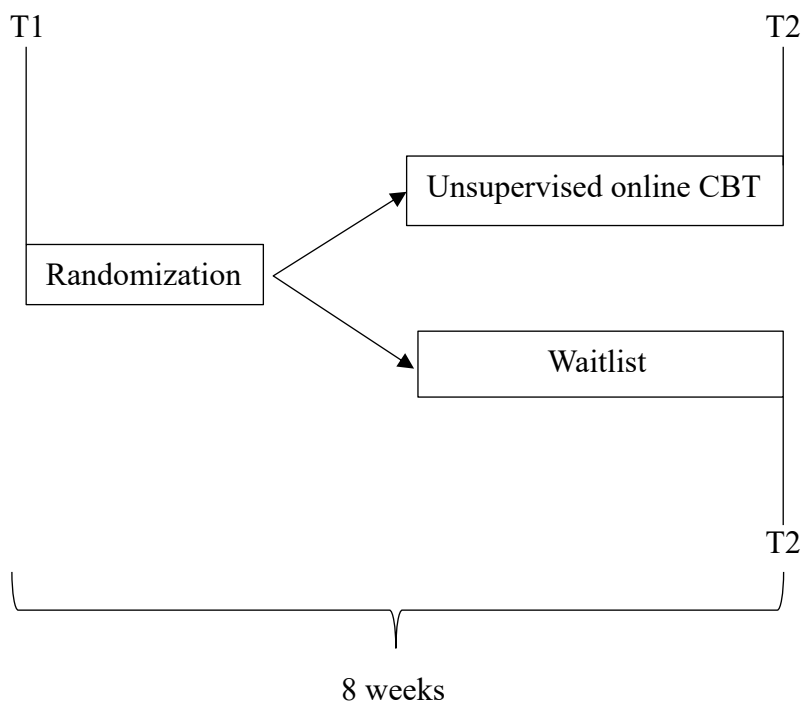 T1
T2
Unsupervised online CBT
Randomization
Waitlist
T2
8 weeks